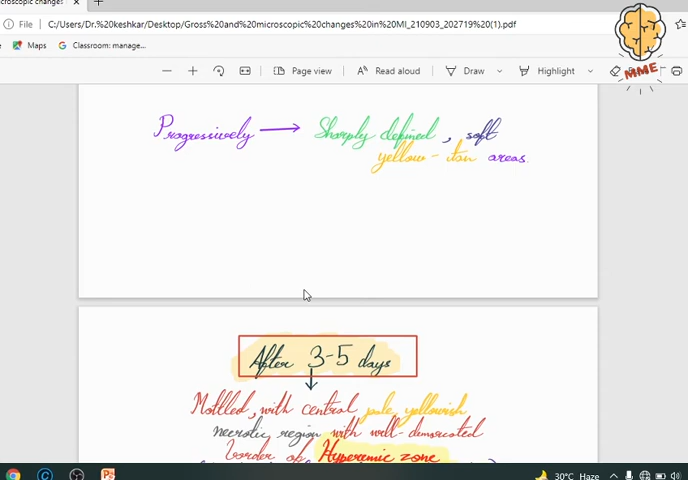 icroscopic changes
File
C:/Users/Dr.%20keshkar/Desktop/Gross%20and%20microscopic%20changes%20in%20MI_210903_202719%20(1).pdf
Maps
Classroom: manage...
Page view
Read aloud
Draw
Highlight
MME
Progressively → Sharply defined, soft
yellow-tan areas.
After 3-5 days
Mottled, with central pale, yellowish
necrotic region with well-demarcated
border of Hyperemic zone
30°C Haze